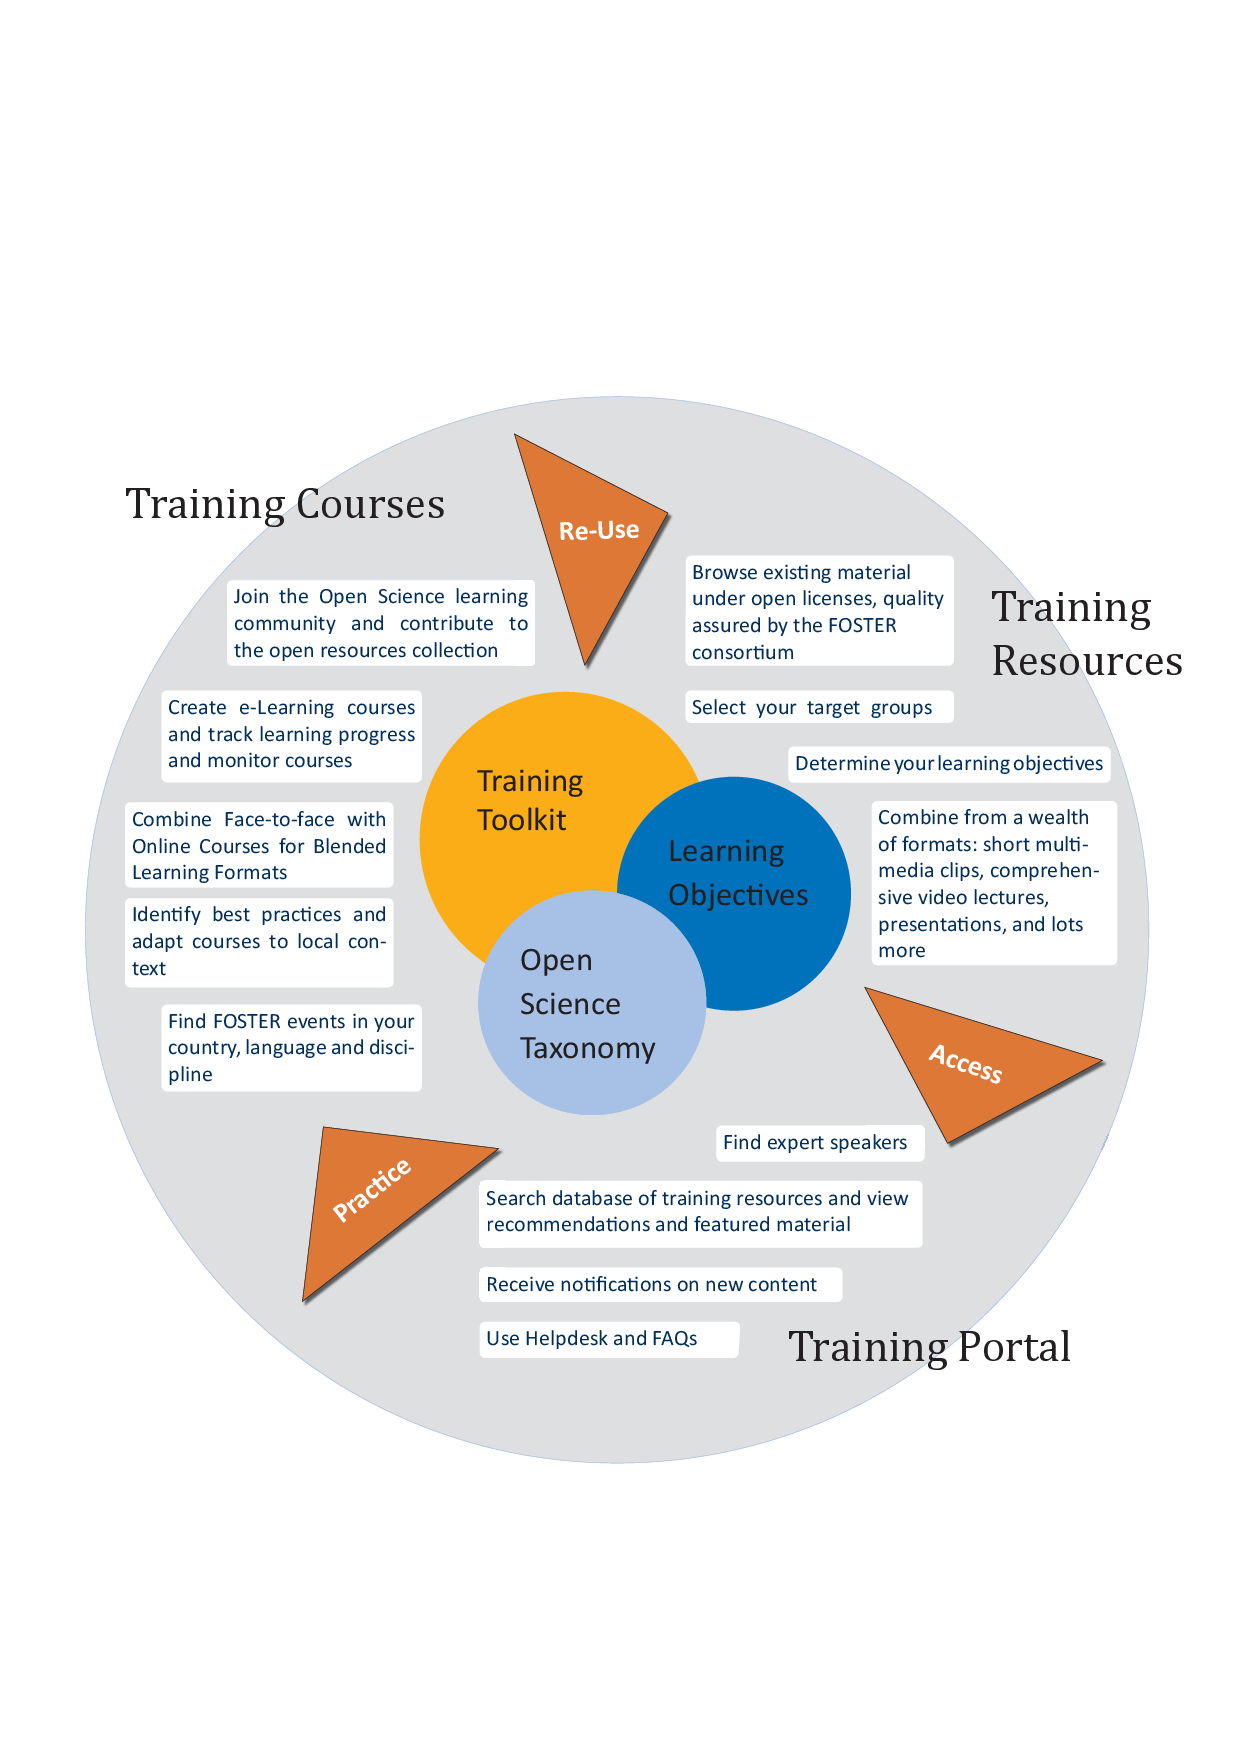 Training Courses
Re-Use
Join the Open Science learning
community and contribute to
the open resources collection
Create e-Learning courses
and track learning progress
and monitor courses
Combine Face-to-face with
Online Courses for Blended
Learning Formats
Identify best practices and
adapt courses to local con-
text
Find FOSTER events in your
country, language and disci-
pline
Browse existing material
under open licenses, quality
assured by the FOSTER
consortium
Training
Resources
Select your target groups
Determine your learning objectives
Combine from a wealth
of formats: short multi-
media clips, comprehen-
sive video lectures,
presentations, and lots
more
Training
Toolkit
Learning
Objectives
Open
Science
Taxonomy
Access
Practice
Find expert speakers
Search database of training resources and view
recommendations and featured material
Receive notifications on new content
Use Helpdesk and FAQs
Training Portal